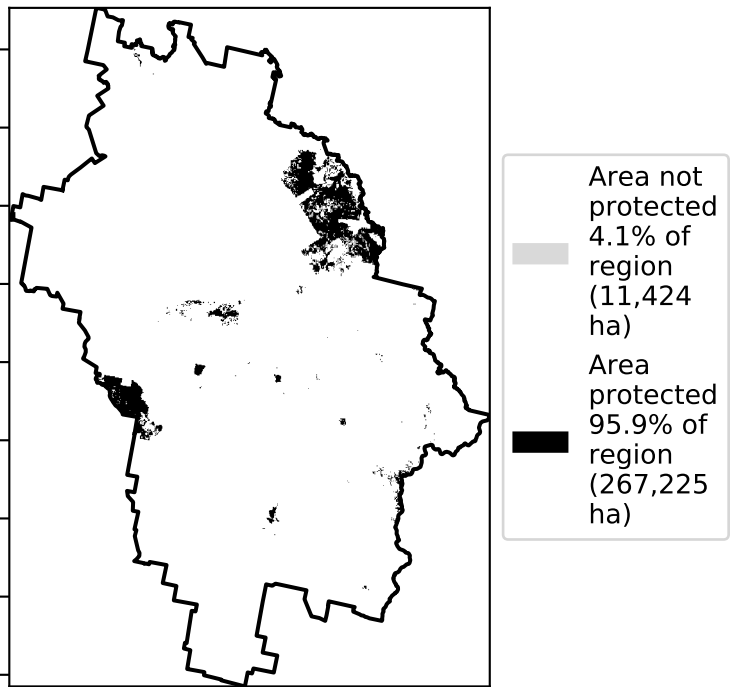 Area not
protected
4.1% of
region
(11,424
ha)
Area
protected
95.9% of
region
(267,225
ha)